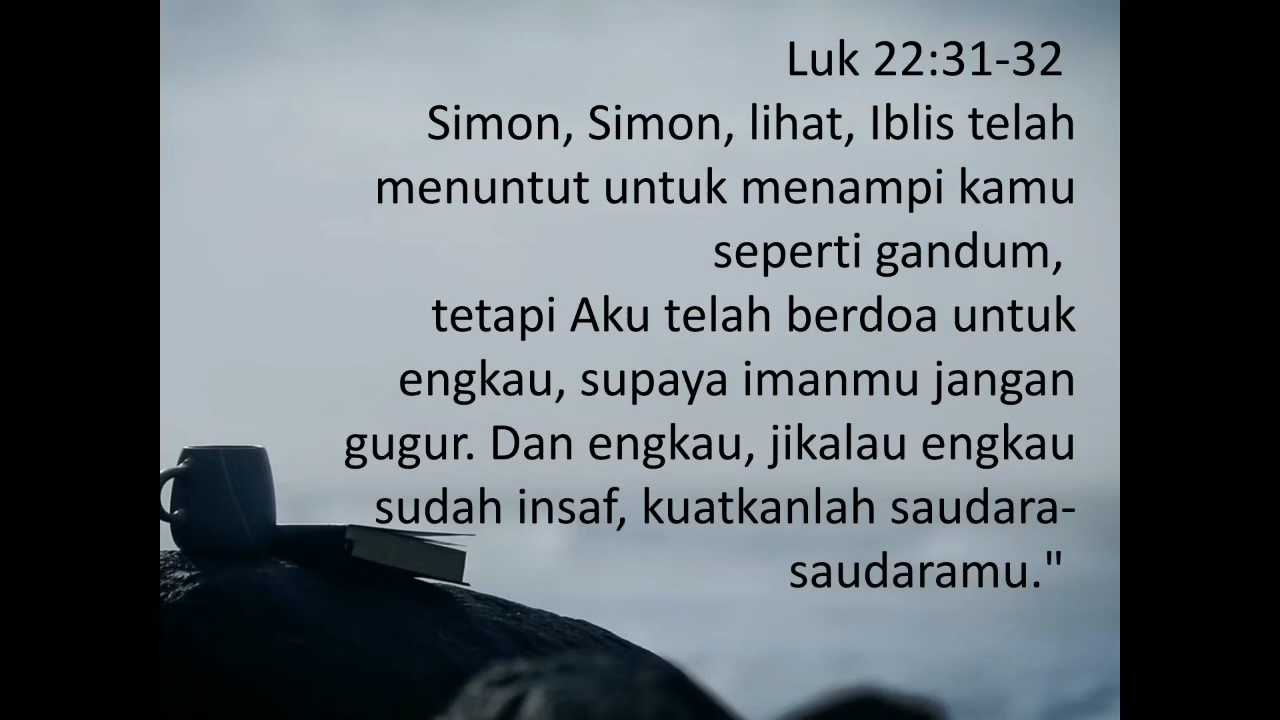 Luk 22:31-32
Simon, Simon, lihat, Iblis telah
menuntut untuk menampi kamu
seperti gandum,
tetapi Aku telah berdoa untuk
engkau, supaya imanmu jangan
gugur. Dan engkau, jikalau engkau
sudah insaf, kuatkanlah saudara-
saudaramu."